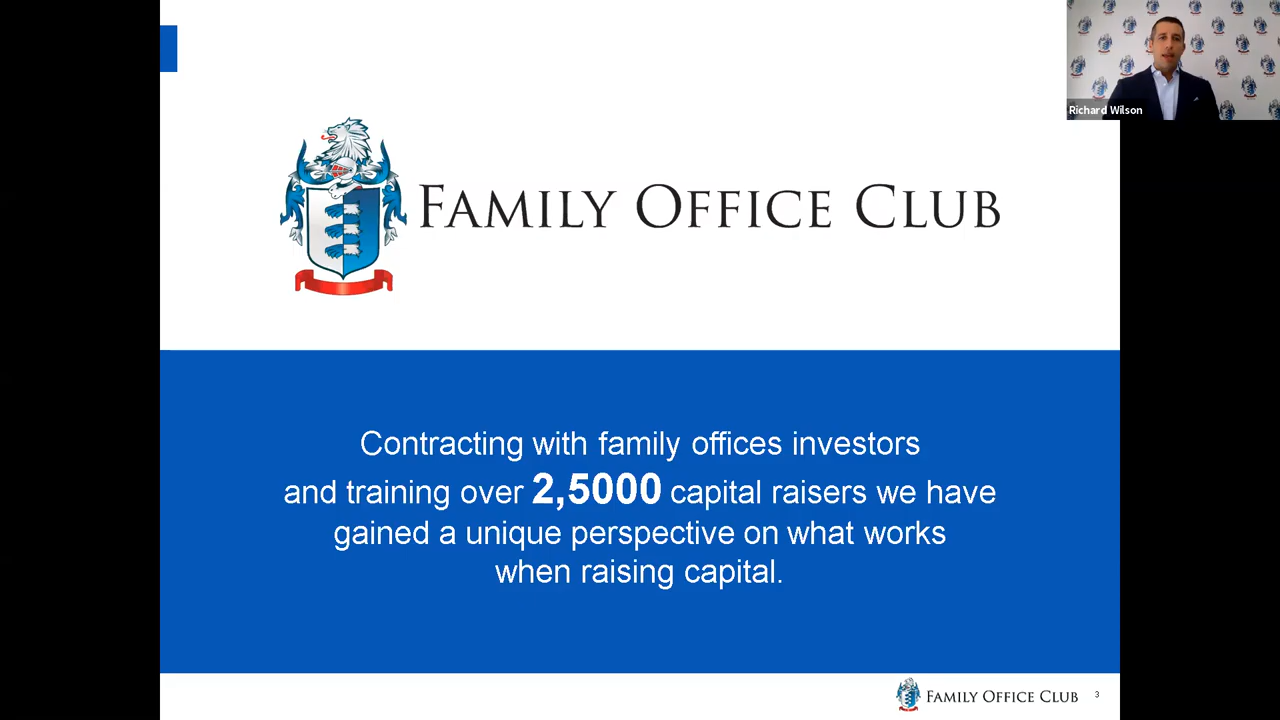 Richard Wilson
FAMILY OFFICE CLUB
Contracting with family offices investors
and training over 2,5000 capital raisers we have
gained a unique perspective on what works
when raising capital.
FAMILY OFFICE CLUB 3